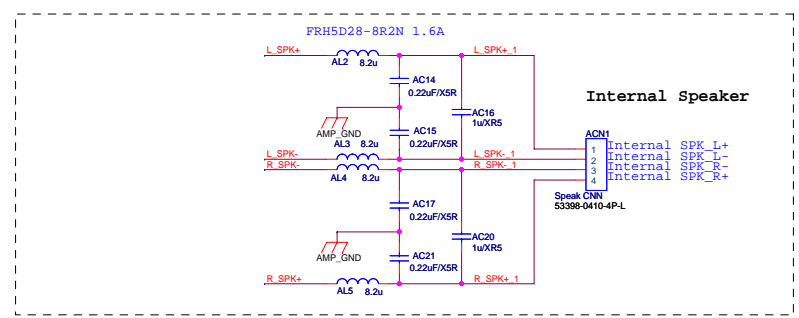 FRH5D28-8R2N 1.6A
L_SPK+
AL2
8.2u
L_SPK+_1
AC14
0.22uF/X5R
AC16
1u/XR5
Internal Speaker
AMP_GND
AC15
0.22uF/X5R
AL3
8.2u
ACN1
1
Internal SPK_L+
L_SPK-
L_SPK-_1
2
Internal SPK_L-
R_SPK-
R_SPK-_1
3
Internal SPK_R-
4
Internal SPK_R+
AL4
8.2u
Speak CNN
53398-0410-4P-L
AC17
0.22uF/X5R
AC20
1u/XR5
AMP_GND
AC21
0.22uF/X5R
R_SPK+
R_SPK+_1
AL5
8.2u